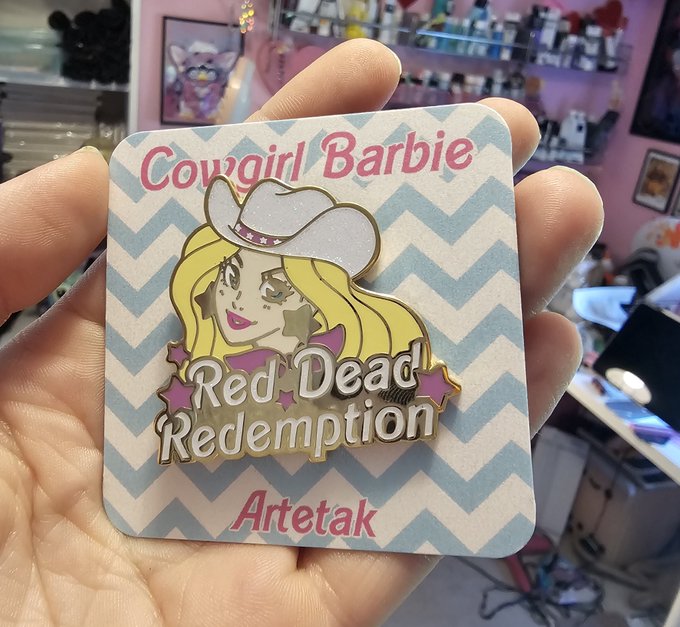 Cowgirl Barbie
Red Dead
Redemption
Artetak